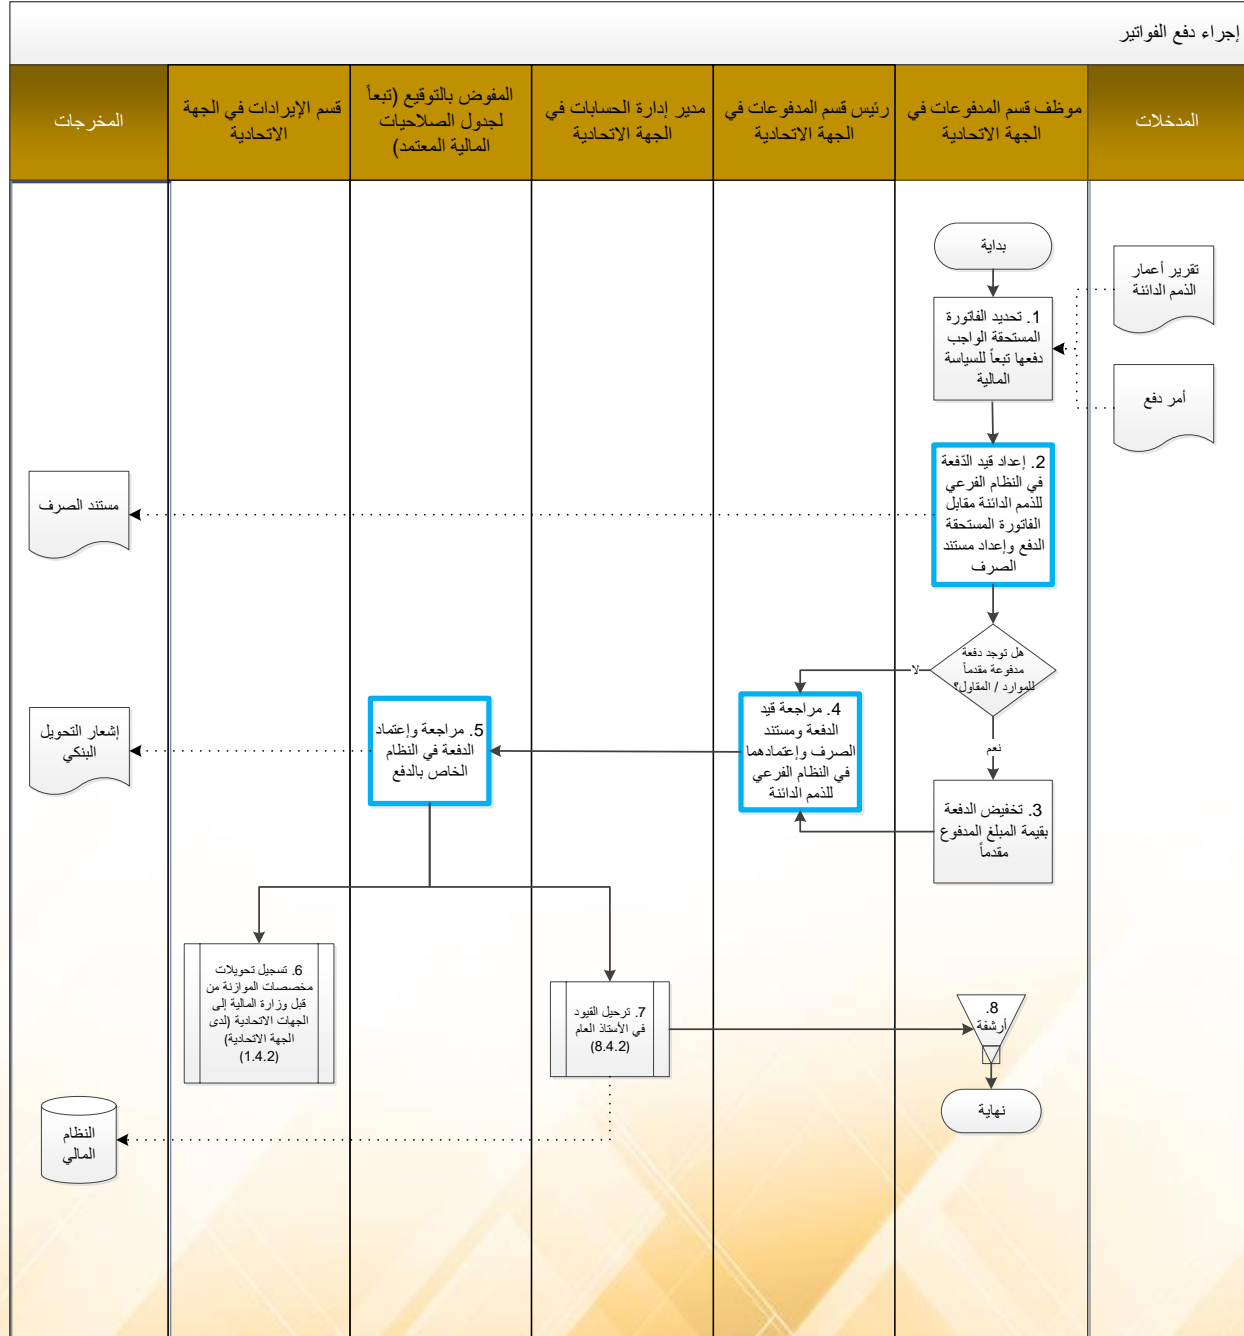 إجراء دفع الفواتير
المدخلات
موظف قسم المدفوعات في
الجهة الاتحادية
رئيس قسم المدفوعات في
الجهة الاتحادية
مدير إدارة الحسابات في
الجهة الاتحادية
المفوض بالتوقيع (تبعاً
لجدول الصلاحيات
المالية المعتمد)
قسم الإيرادات في الجهة
الاتحادية
المخرجات
بداية
تقرير أعمار
الذمم الدائنة
1. تحديد الفاتورة
المستحقة الواجب
دفعها تبعاً للسياسة
المالية
أمر دفع
2. إعداد قيد الدّفعة
في النظام الفرعي
للذمم الدائنة مقابل
الفاتورة المستحقة
الدفع وإعداد مستند
الصرف
مستند الصرف
هل توجد دفعة
مدفوعة مقدماً
للموارد / المقاول؟
لا
نعم
4. مراجعة قيد
الدفعة ومستند
الصرف وإعتمادهما
في النظام الفرعي
للذمم الدائنة
5. مراجعة وإعتماد
الدفعة في النظام
الخاص بالدفع
إشعار التحويل
البنكي
3. تخفيض الدفعة
بقيمة المبلغ المدفوع
مقدماً
6. تسجيل تحويلات
مخصصات الموازنة من
قبل وزارة المالية إلى
الجهات الاتحادية (لدى
الجهة الاتحادية)
(1.4.2)
7. ترحيل القيود
في الأستاذ العام
(8.4.2)
8.
أرشفة
نهاية
النظام
المالي